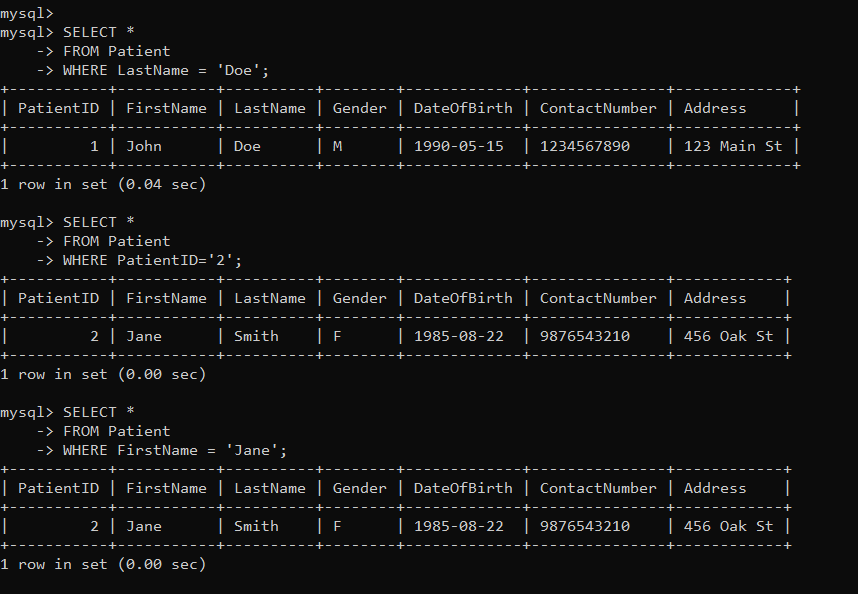 mysql>
mysql> SELECT *
    -> FROM Patient
    -> WHERE LastName = 'Doe';
+-----------+-----------+----------+--------+-------------+---------------+-------------+
| PatientID | FirstName | LastName | Gender | DateOfBirth | ContactNumber | Address     |
+-----------+-----------+----------+--------+-------------+---------------+-------------+
|         1 | John      | Doe      | M      | 1990-05-15  | 1234567890    | 123 Main St |
+-----------+-----------+----------+--------+-------------+---------------+-------------+
1 row in set (0.04 sec)

mysql> SELECT *
    -> FROM Patient
    -> WHERE PatientID='2';
+-----------+-----------+----------+--------+-------------+---------------+------------+
| PatientID | FirstName | LastName | Gender | DateOfBirth | ContactNumber | Address    |
+-----------+-----------+----------+--------+-------------+---------------+------------+
|         2 | Jane      | Smith    | F      | 1985-08-22  | 9876543210    | 456 Oak St |
+-----------+-----------+----------+--------+-------------+---------------+------------+
1 row in set (0.00 sec)

mysql> SELECT *
    -> FROM Patient
    -> WHERE FirstName = 'Jane';
+-----------+-----------+----------+--------+-------------+---------------+------------+
| PatientID | FirstName | LastName | Gender | DateOfBirth | ContactNumber | Address    |
+-----------+-----------+----------+--------+-------------+---------------+------------+
|         2 | Jane      | Smith    | F      | 1985-08-22  | 9876543210    | 456 Oak St |
+-----------+-----------+----------+--------+-------------+---------------+------------+
1 row in set (0.00 sec)